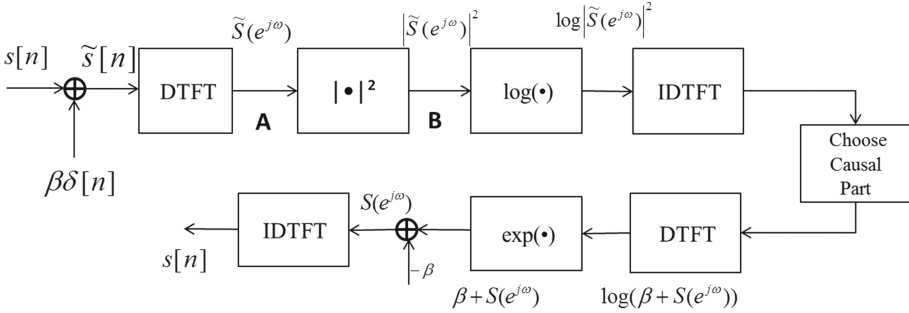 s[n]
s̃[n]
βδ[n]
DTFT
S̃(e^{jω})
A
|•|²
|S̃(e^{jω})|²
B
log(•)
log|S̃(e^{jω})|²
IDTFT
Choose
Causal
Part
DTFT
log(β + S(e^{jω}))
exp(•)
β + S(e^{jω})
−β
S(e^{jω})
IDTFT
s[n]